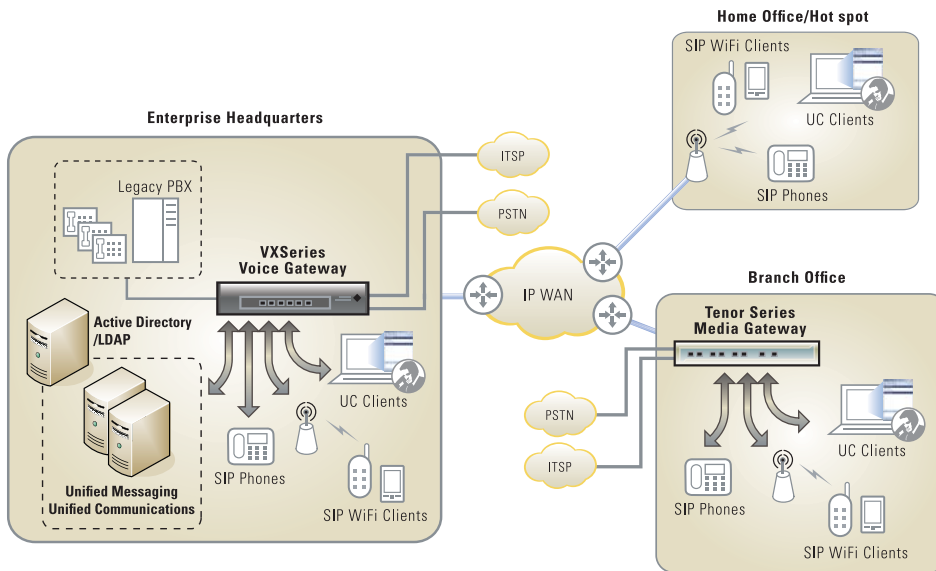 Home Office/Hot spot
SIP WiFi Clients
UC Clients
SIP Phones
Enterprise Headquarters
Legacy PBX
VXSeries
Voice Gateway
ITSP
PSTN
IP WAN
Active Directory
/LDAP
UC Clients
SIP Phones
SIP WiFi Clients
Unified Messaging
Unified Communications
Branch Office
Tenor Series
Media Gateway
PSTN
ITSP
UC Clients
SIP Phones
SIP WiFi Clients